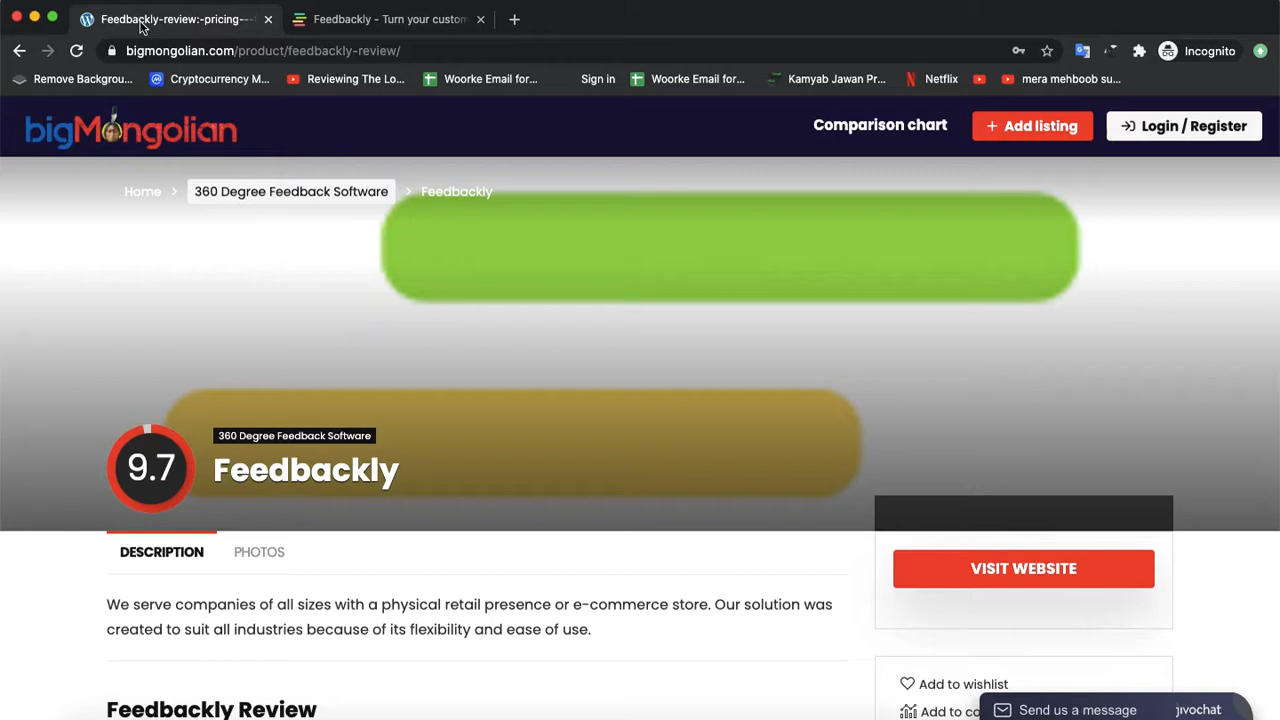 Feedbackly-review:-pricing--
Feedbackly - Turn your custom
bigmongolian.com/product/feedbackly-review/
Incognito
Remove Backgrou...
Cryptocurrency M...
Reviewing The Lo...
Woorke Email for...
Sign in
Woorke Email for...
Kamyab Jawan Pr...
Netflix
mera mehboob su...
bigMongolian
Comparison chart
+ Add listing
Login / Register
Home > 360 Degree Feedback Software > Feedbackly
360 Degree Feedback Software
9.7
Feedbackly
DESCRIPTION
PHOTOS
VISIT WEBSITE
We serve companies of all sizes with a physical retail presence or e-commerce store. Our solution was
created to suit all industries because of its flexibility and ease of use.
Add to wishlist
Feedbackly Review
Add to co
Send us a message
jivochat